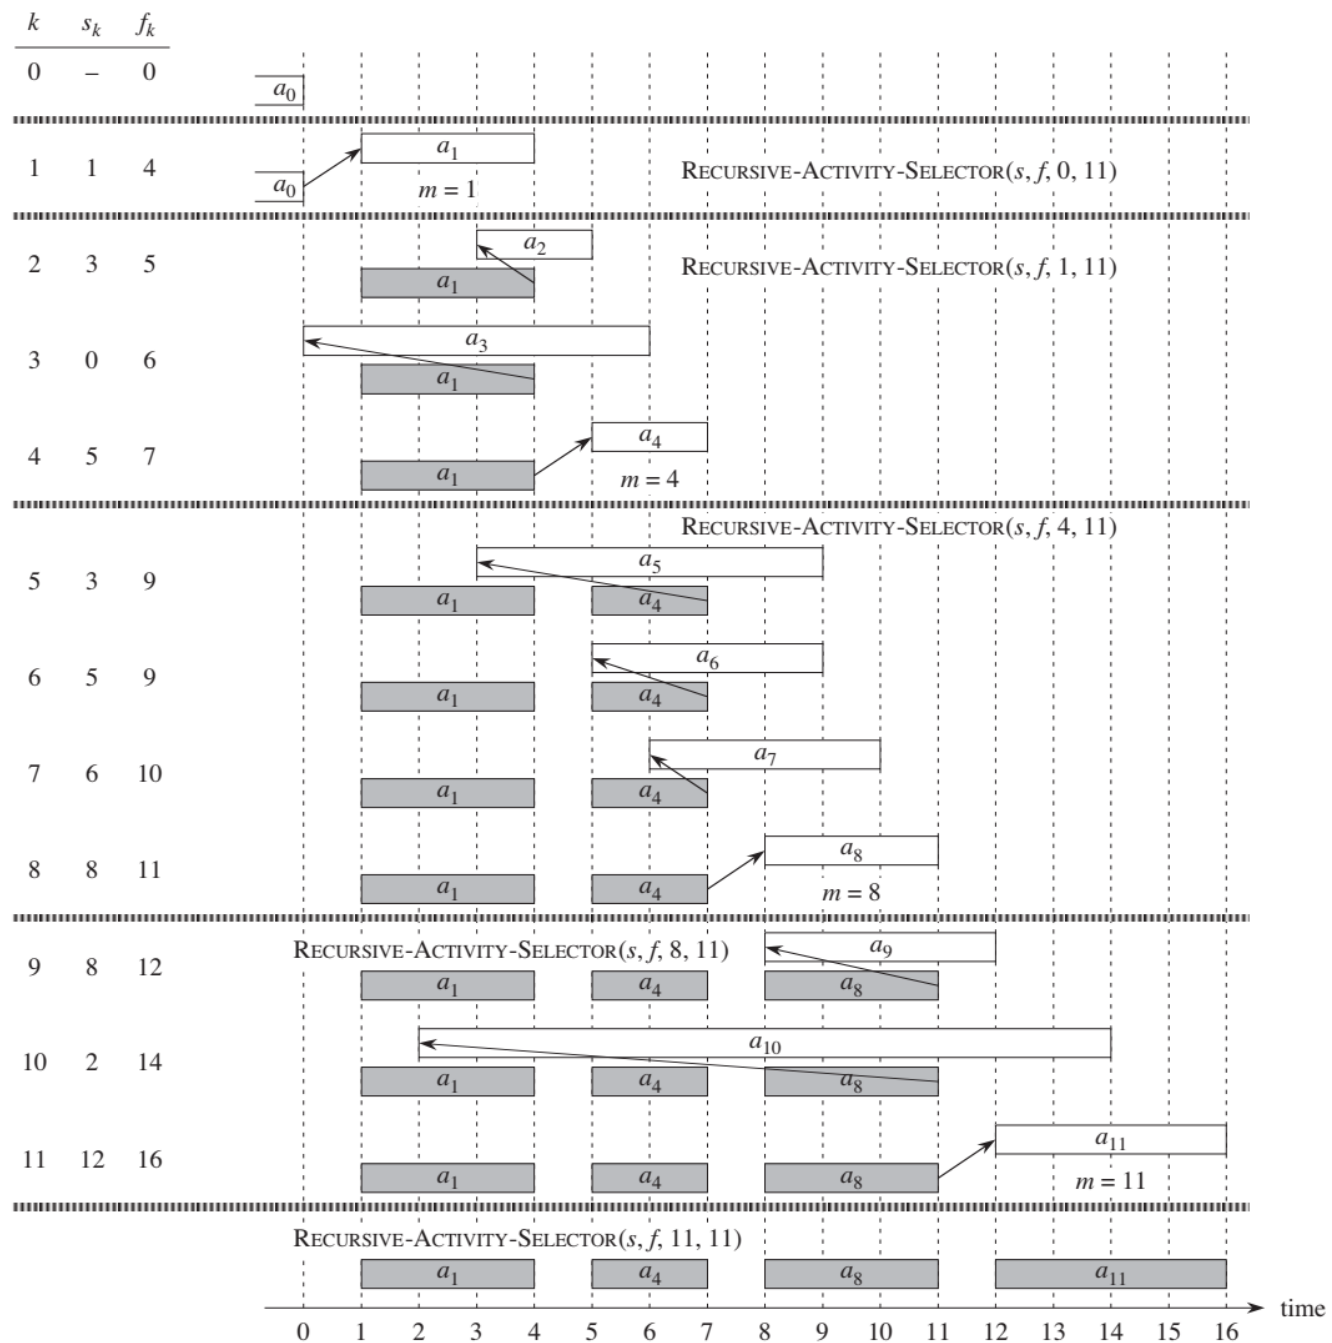 k s_k f_k
0 – 0
a_0
a_1
1 1 4 RECURSIVE-ACTIVITY-SELECTOR(s, f, 0, 11)
a_0 m = 1
a_2
2 3 5 RECURSIVE-ACTIVITY-SELECTOR(s, f, 1, 11)
a_1
a_3
3 0 6
a_1
a_4
4 5 7
a_1 m = 4
RECURSIVE-ACTIVITY-SELECTOR(s, f, 4, 11)
a_5
5 3 9
a_1 a_4
a_6
6 5 9
a_1 a_4
a_7
7 6 10
a_1 a_4
a_8
8 8 11
a_1 a_4 m = 8
RECURSIVE-ACTIVITY-SELECTOR(s, f, 8, 11) a_9
9 8 12
a_1 a_4 a_8
a_10
10 2 14
a_1 a_4 a_8
a_11
11 12 16
a_1 a_4 a_8 m = 11
RECURSIVE-ACTIVITY-SELECTOR(s, f, 11, 11)
a_1 a_4 a_8 a_11
time
0 1 2 3 4 5 6 7 8 9 10 11 12 13 14 15 16